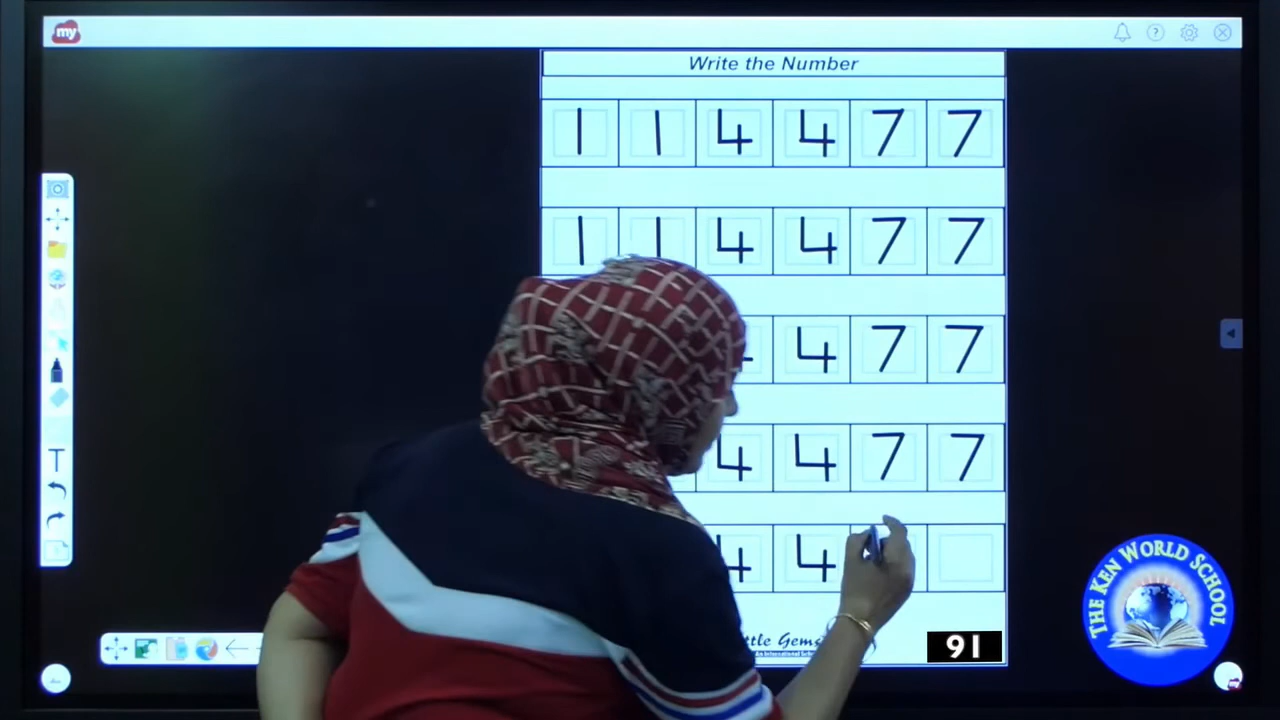 my
Write the Number
1 1 4 4 7 7
1 1 4 4 7 7
4 7 7
4 4 7 7
4 4
91
T
THE KEN WORLD SCHOOL